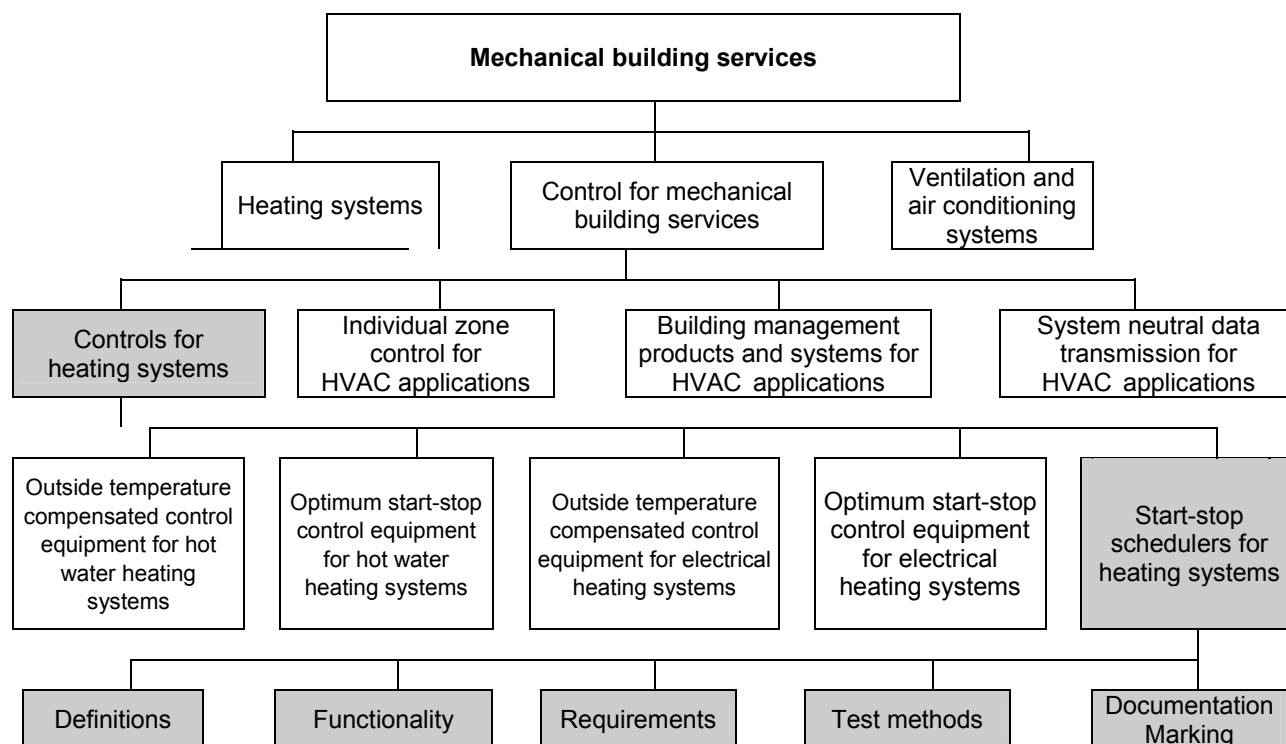 Mechanical building services
Heating systems
Control for mechanical
building services
Ventilation and
air conditioning
systems
Controls for
heating systems
Individual zone
control for
HVAC applications
Building management
products and systems for
HVAC applications
System neutral data
transmission for
HVAC applications
Outside temperature
compensated control
equipment for hot
water heating
systems
Optimum start-stop
control equipment
for hot water
heating systems
Outside temperature
compensated control
equipment for electrical
heating systems
Optimum start-stop
control equipment
for electrical
heating systems
Start-stop
schedulers for
heating systems
Definitions
Functionality
Requirements
Test methods
Documentation
Marking